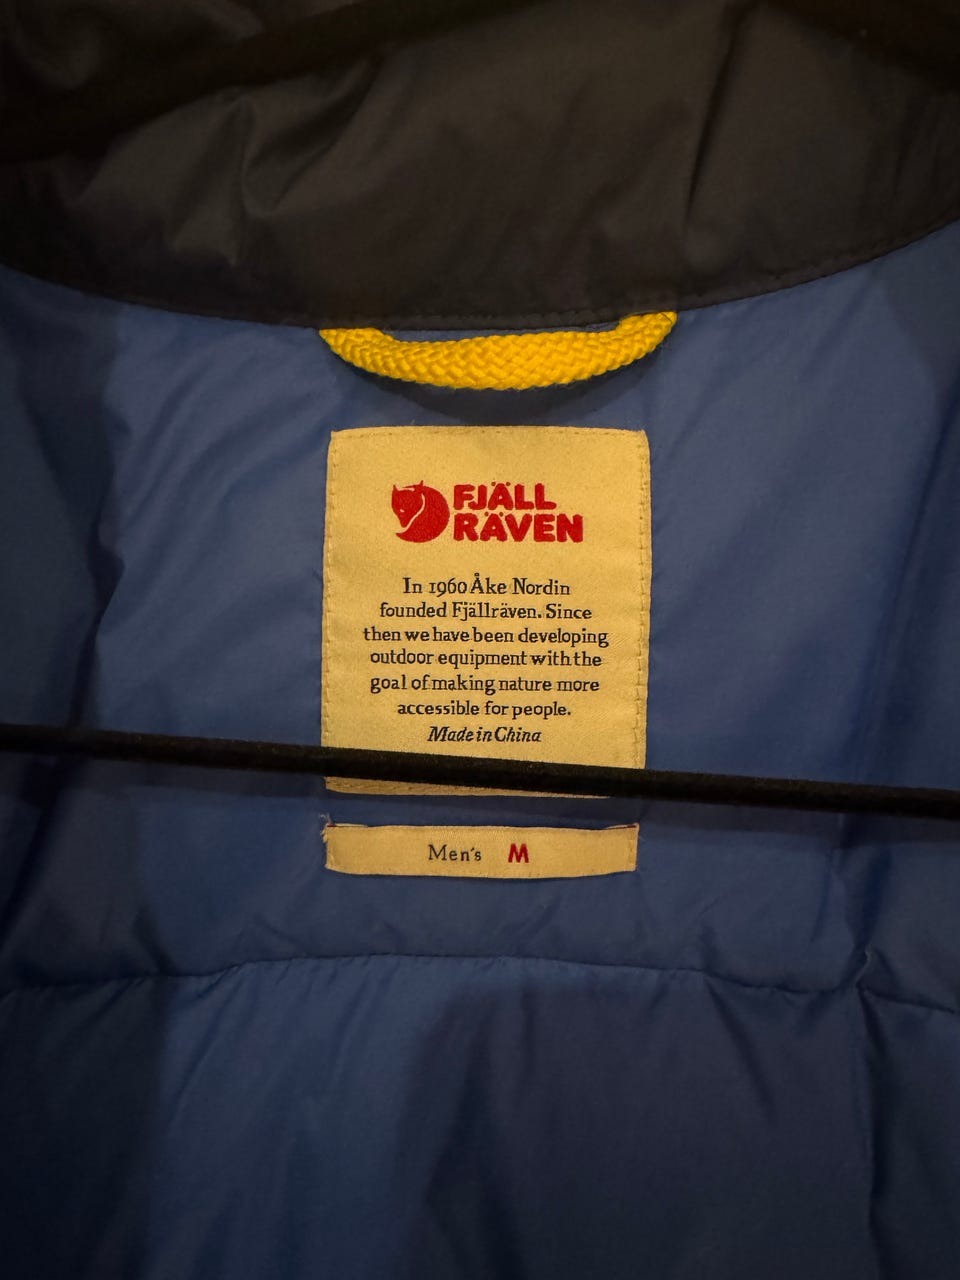 FJÄLL
RÄVEN
In 1960 Åke Nordin
founded Fjällräven. Since
then we have been developing
outdoor equipment with the
goal of making nature more
accessible for people.
Made in China
Men's M